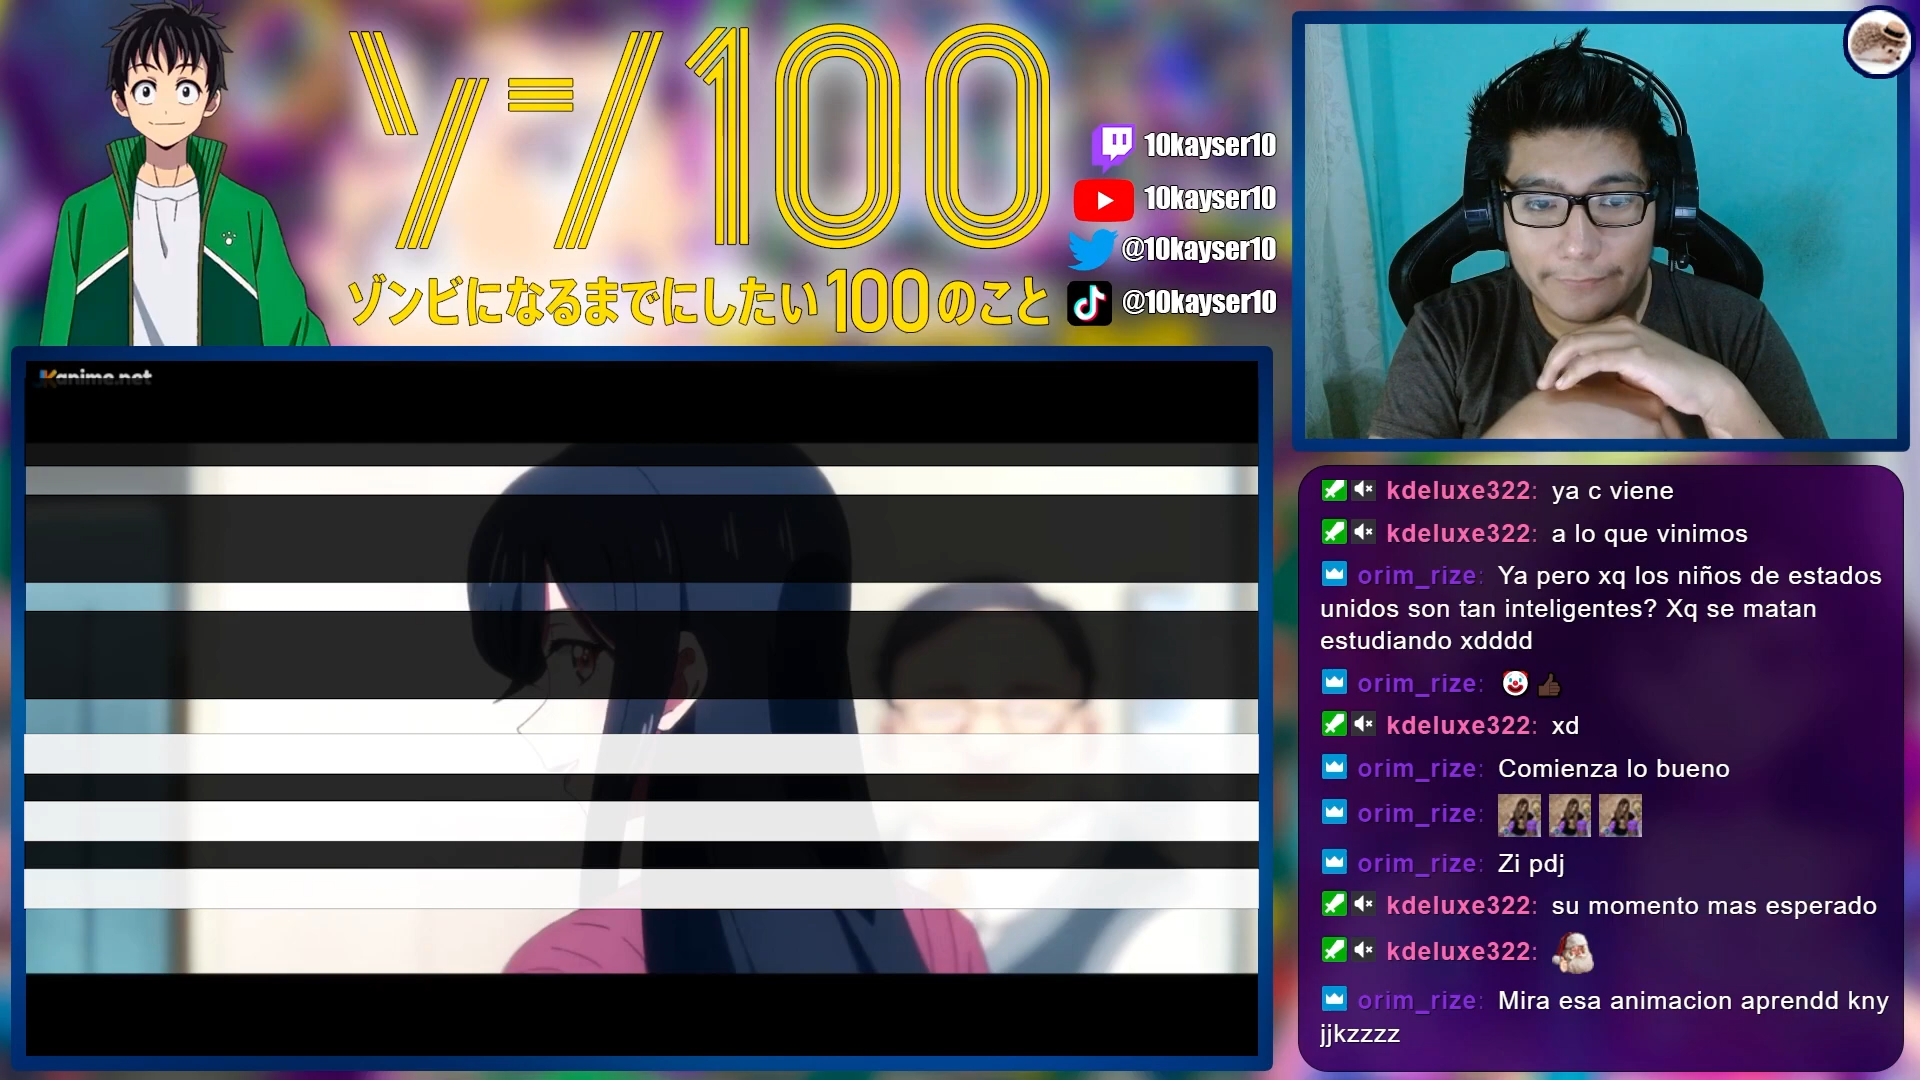 ゾン/100
ゾンビになるまでにしたい100のこと
10kayser10
10kayser10
@10kayser10
@10kayser10
Kanime.net
kdeluxe322: ya c viene
kdeluxe322: a lo que vinimos
orim_rize: Ya pero xq los niños de estados
unidos son tan inteligentes? Xq se matan
estudiando xdddd
orim_rize:
kdeluxe322: xd
orim_rize: Comienza lo bueno
orim_rize:
orim_rize: Zi pdj
kdeluxe322: su momento mas esperado
kdeluxe322:
orim_rize: Mira esa animacion aprendd kny
jjkzzzz